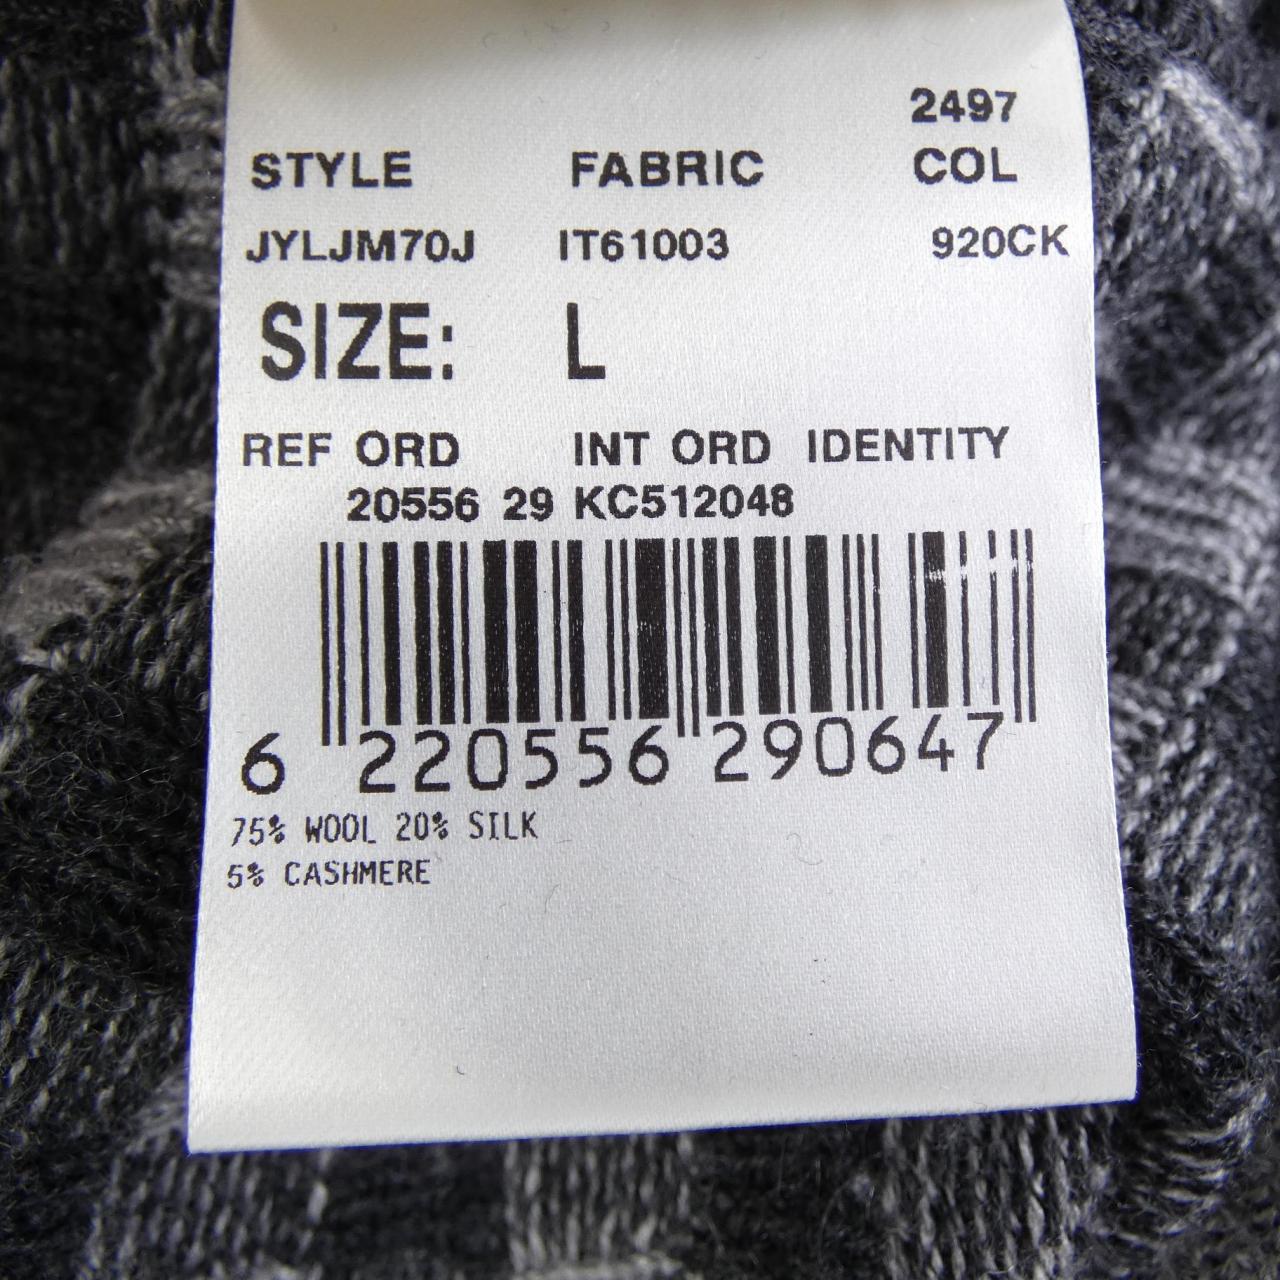 2497
STYLE FABRIC COL
JYLJM70J IT61003 920CK
SIZE: L
REF ORD INT ORD IDENTITY
20556 29 KC512048
6 220556 290647
75% WOOL 20% SILK
5% CASHMERE